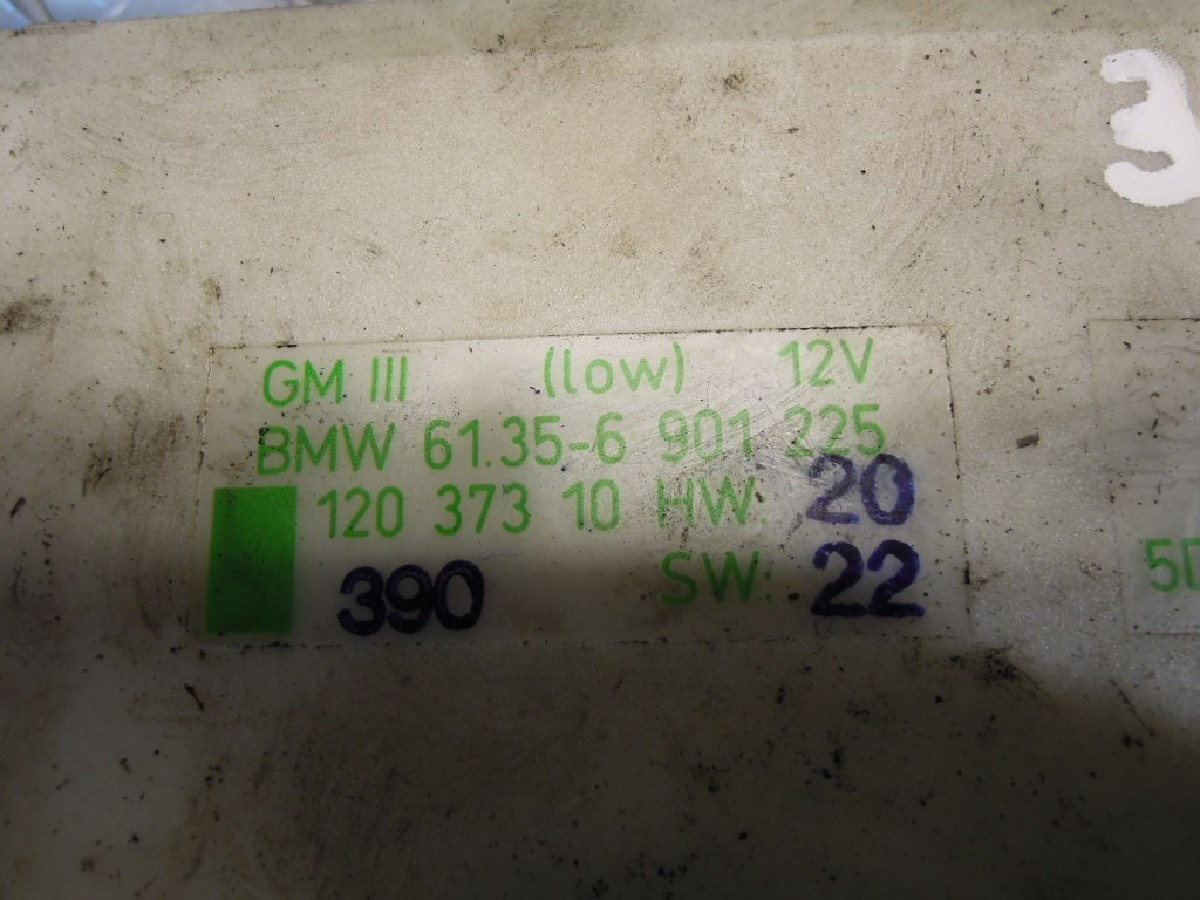 3
GM III (low) 12V
BMW 61.35-6 901 225
120 373 10 HW: 20
390 SW: 22
5D